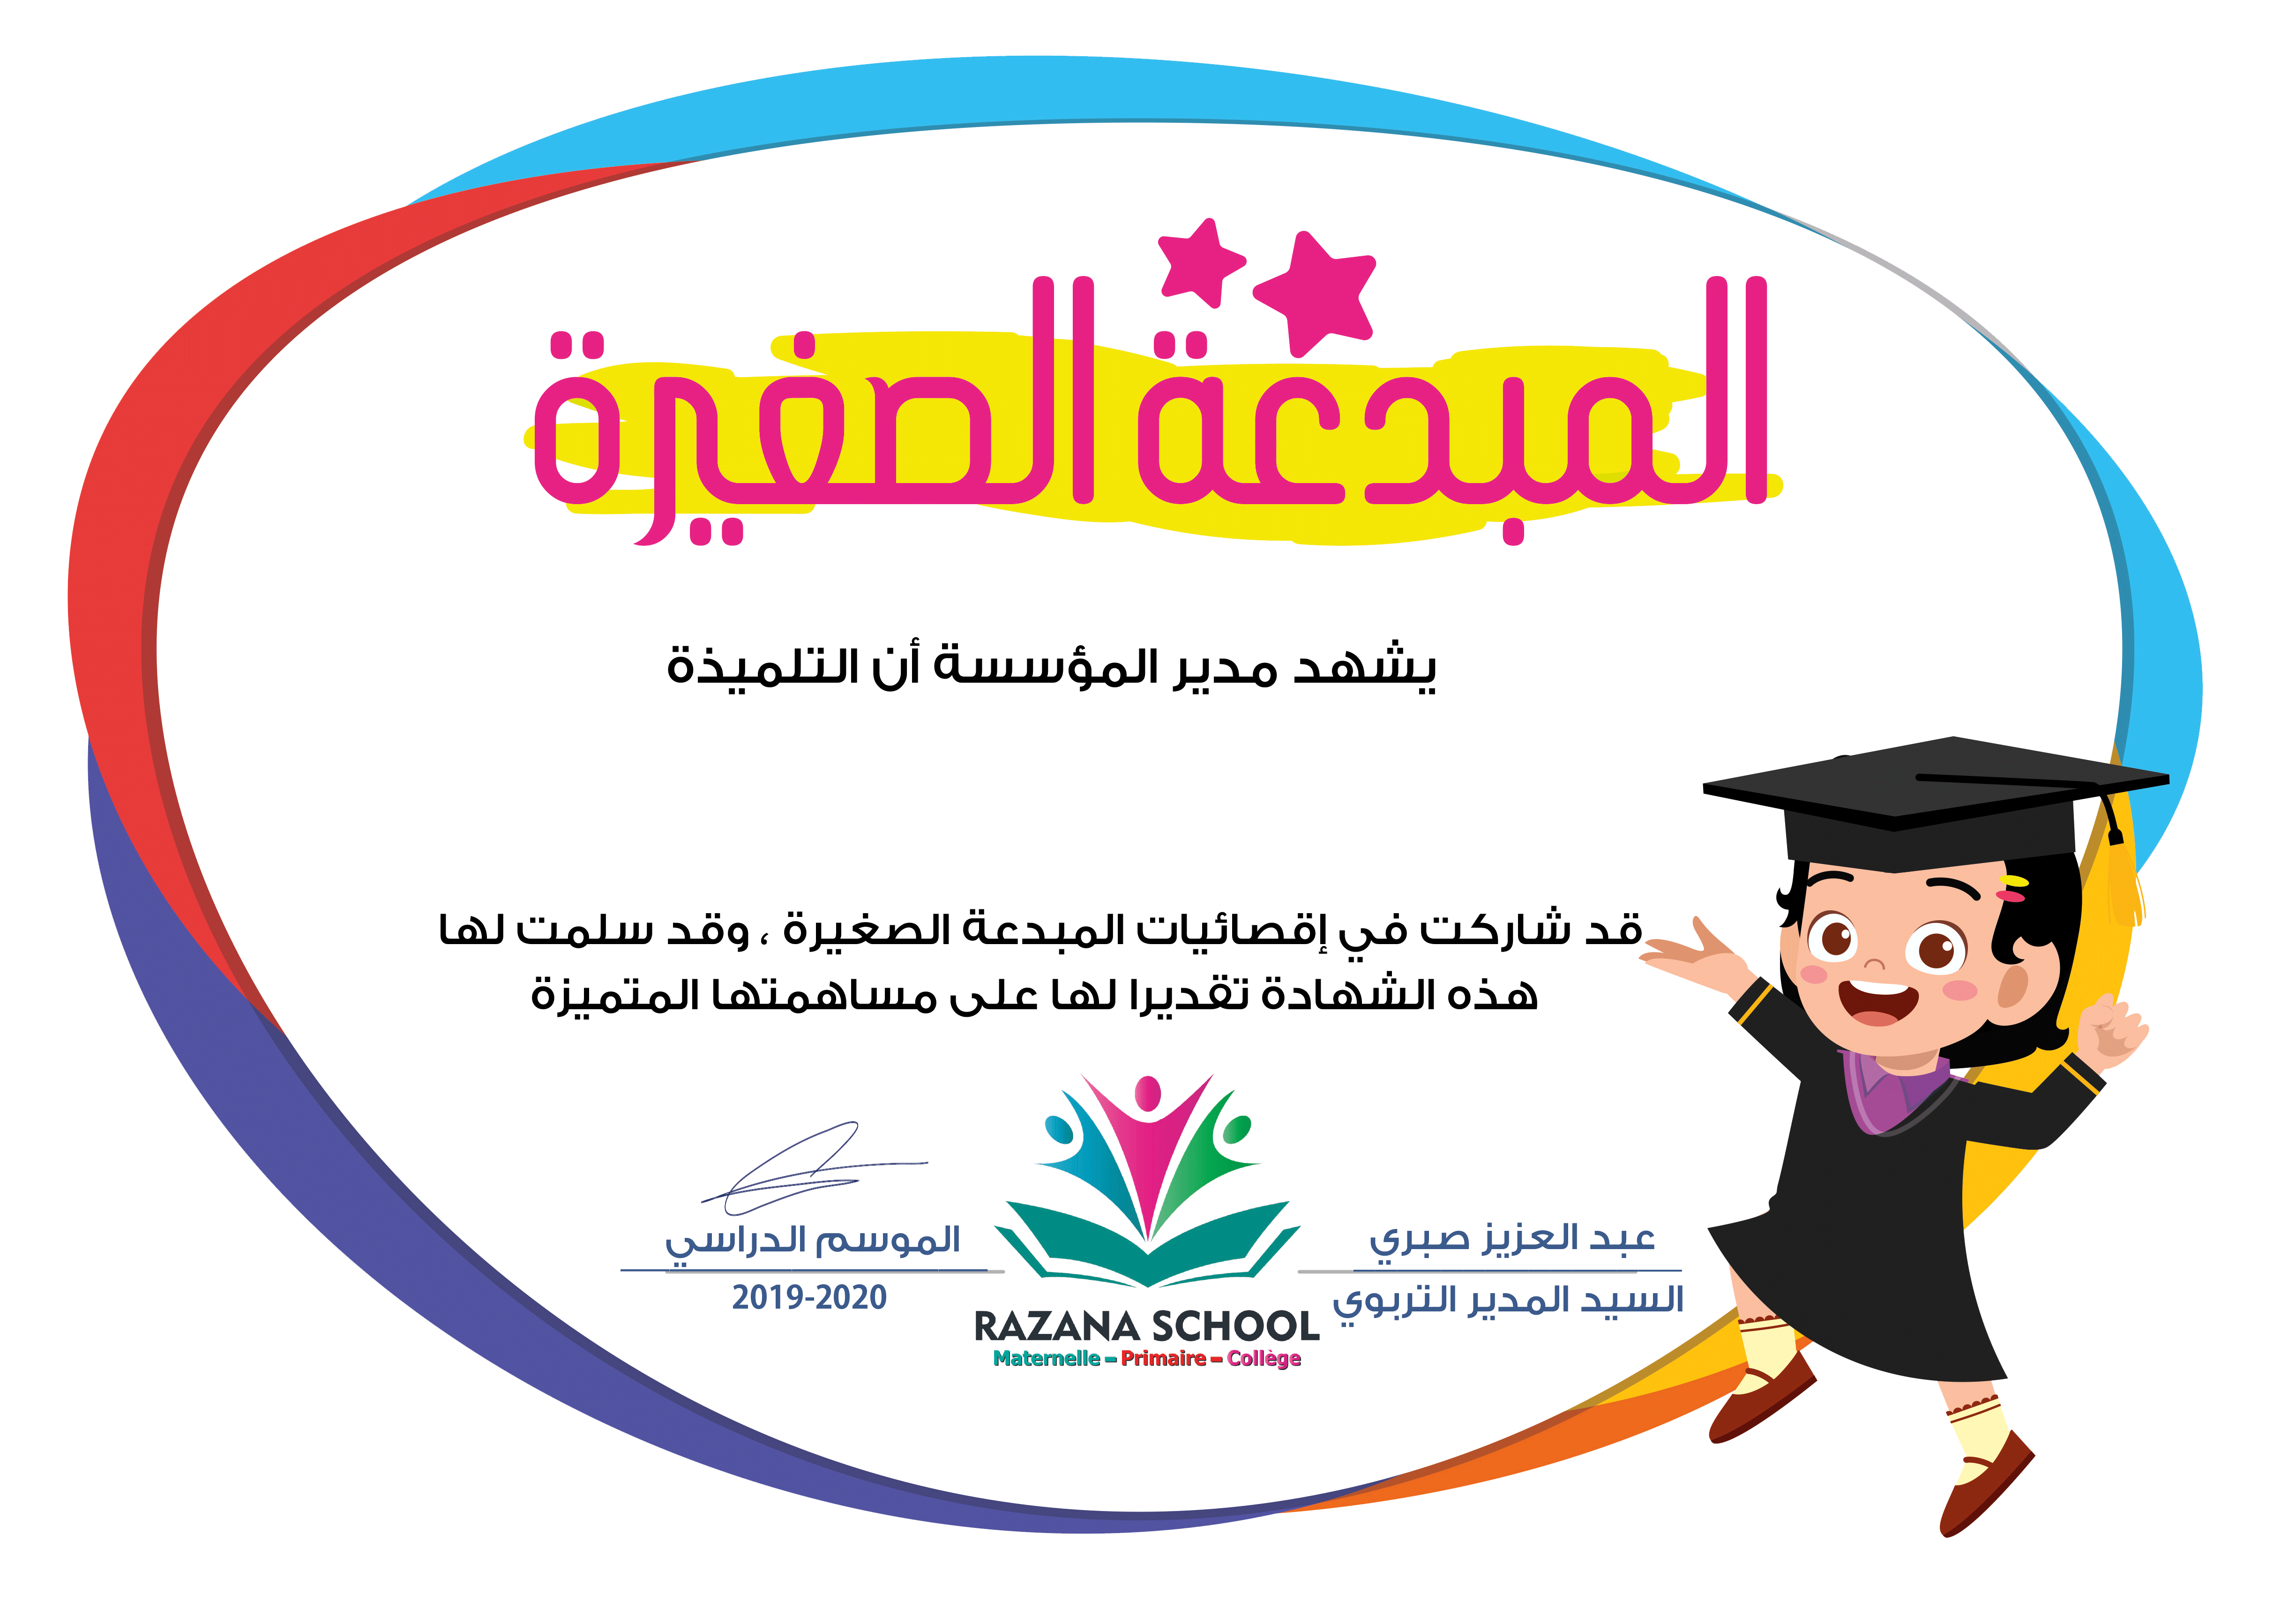 المبدعة الصغيرة
يشهد مدير المؤسسة أن التلميذة
قد شاركت في إقصائيات المبدعة الصغيرة ، وقد سلمت لها
هذه الشهادة تقديرا لها على مساهمتها المتميزة
عبد العزيز صبري
السيد المدير التربوي
الموسم الدراسي
2019-2020
RAZANA SCHOOL
Maternelle - Primaire - Collège